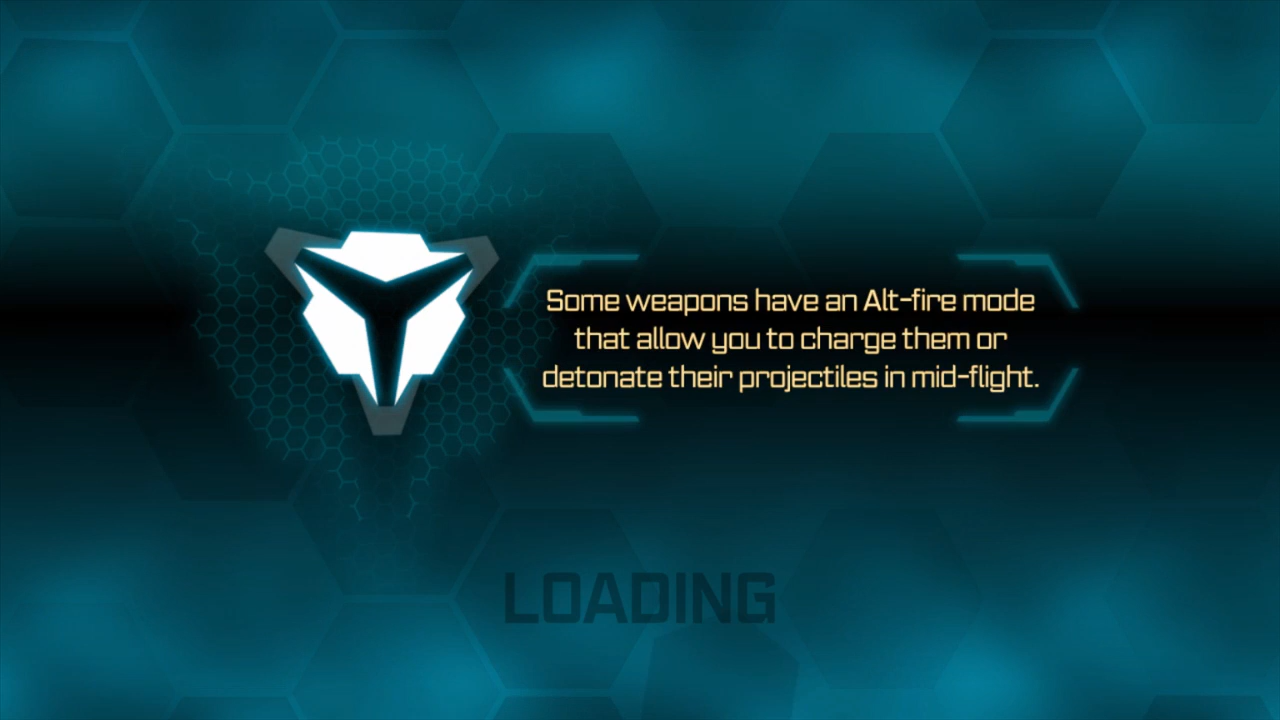 Some weapons have an Alt-fire mode
that allow you to charge them or
detonate their projectiles in mid-flight.
LOADING